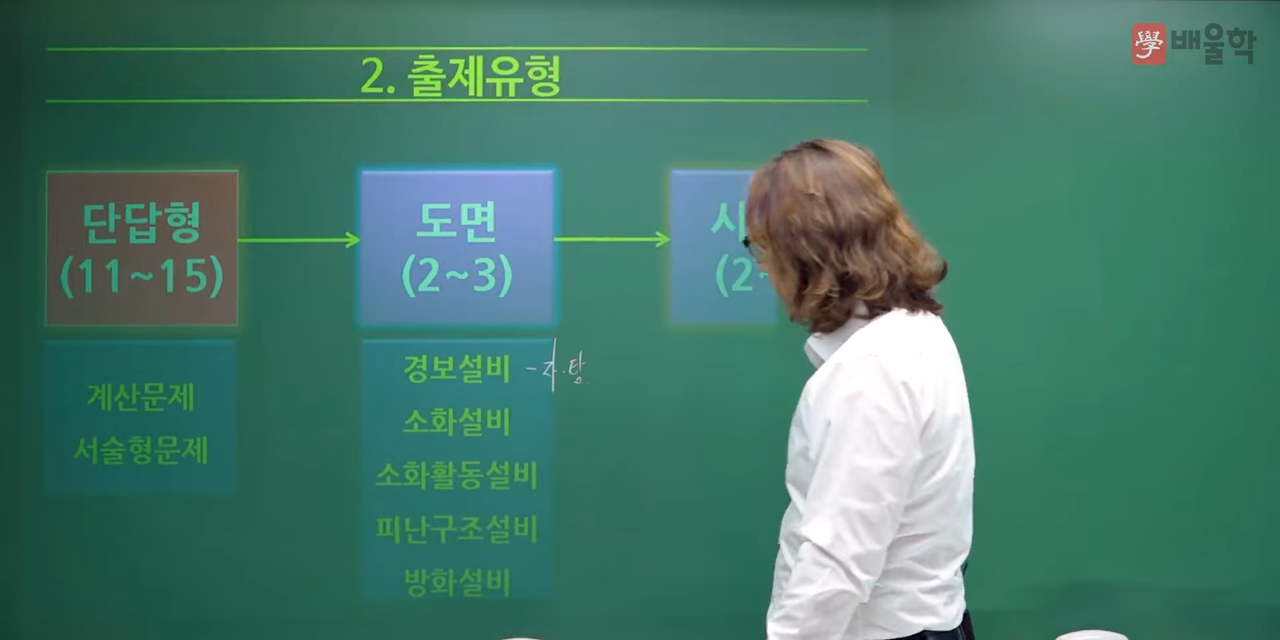 學 배울학
2. 출제유형
단답형
(11~15)
도면
(2~3)
계산문제
서술형문제
경보설비
소화설비
소화활동설비
피난구조설비
방화설비